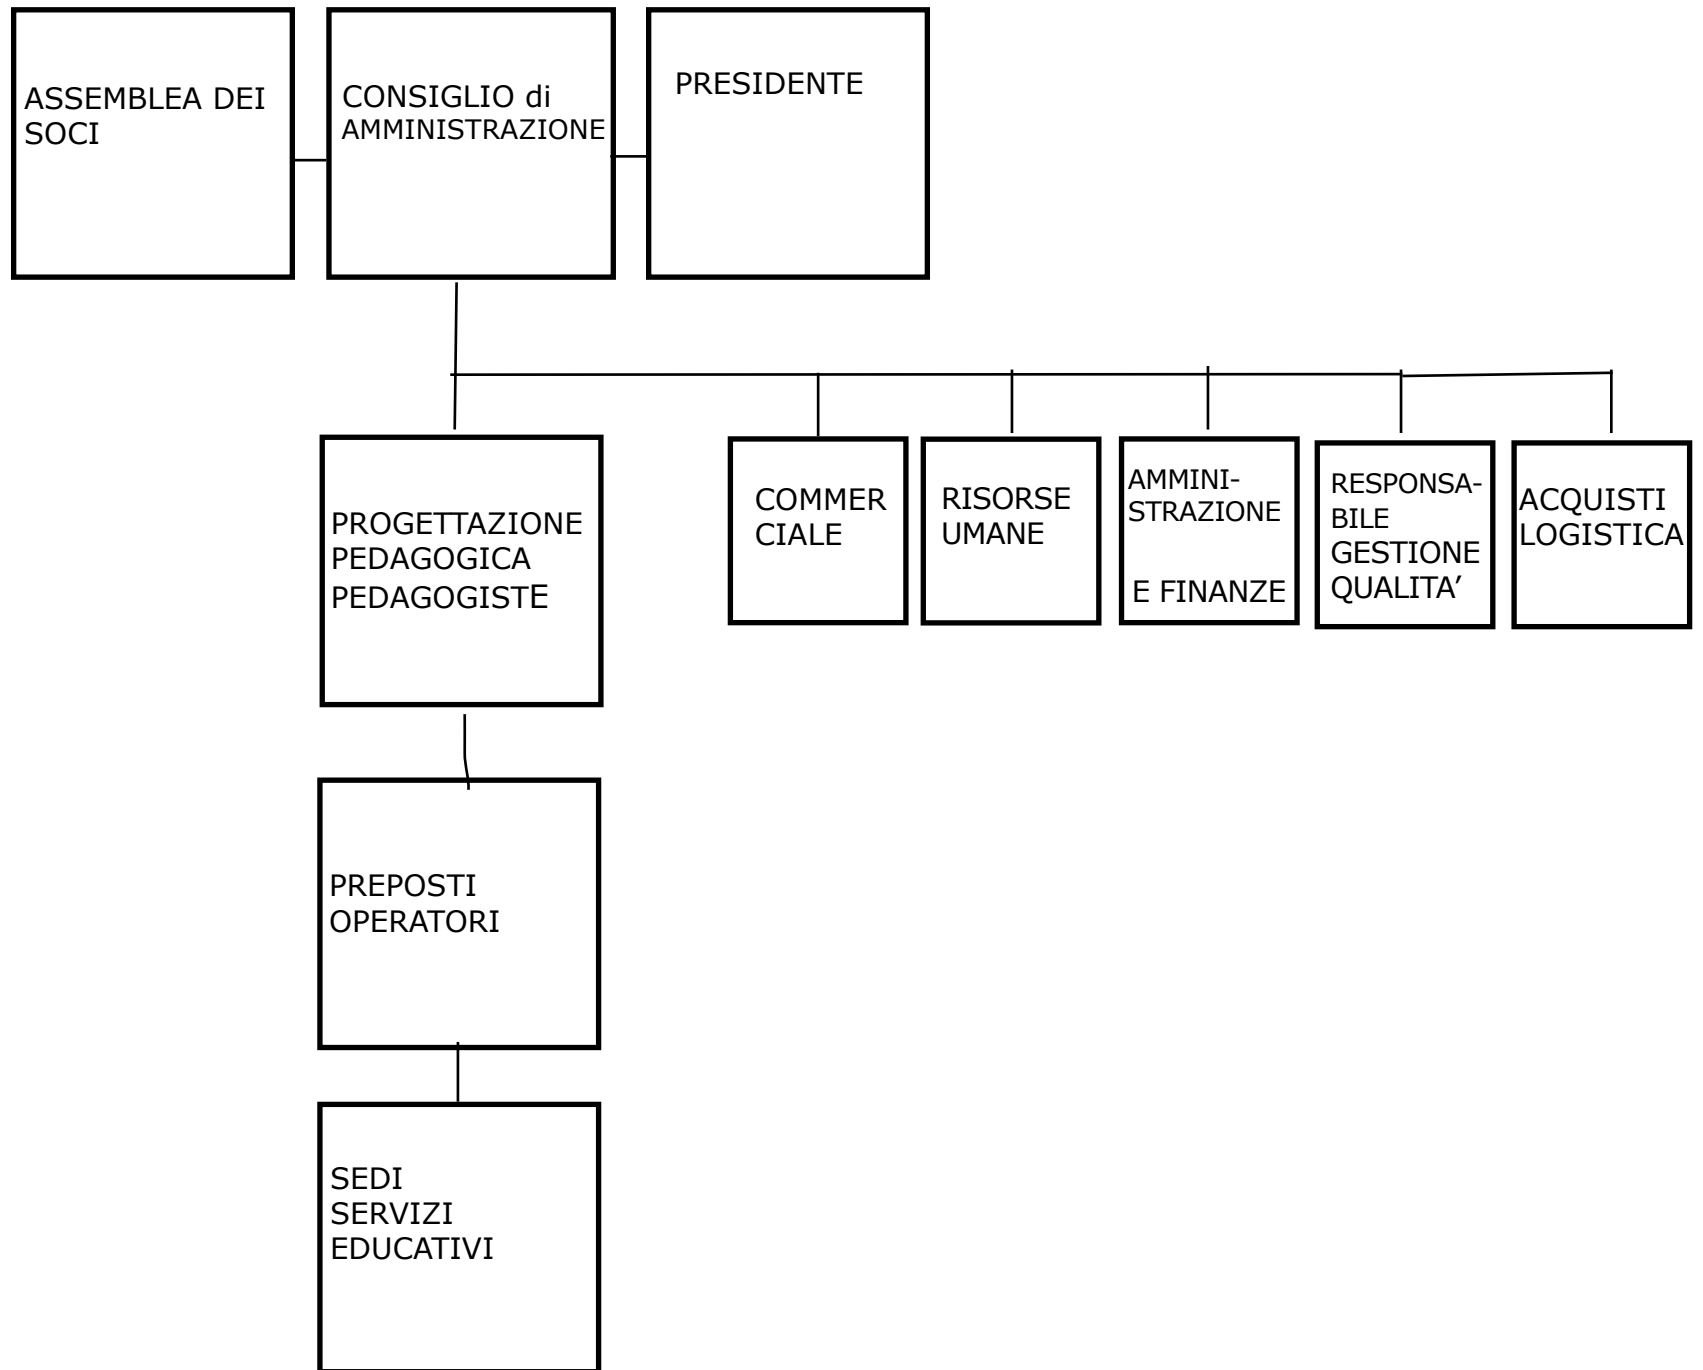 ASSEMBLEA DEI
SOCI
CONSIGLIO di
AMMINISTRAZIONE
PRESIDENTE
PROGETTAZIONE
PEDAGOGICA
PEDAGOGISTE
COMMER
CIALE
RISORSE
UMANE
AMMINI-
STRAZIONE
E FINANZE
RESPONSA-
BILE
GESTIONE
QUALITA’
ACQUISTI
LOGISTICA
PREPOSTI
OPERATORI
SEDI
SERVIZI
EDUCATIVI